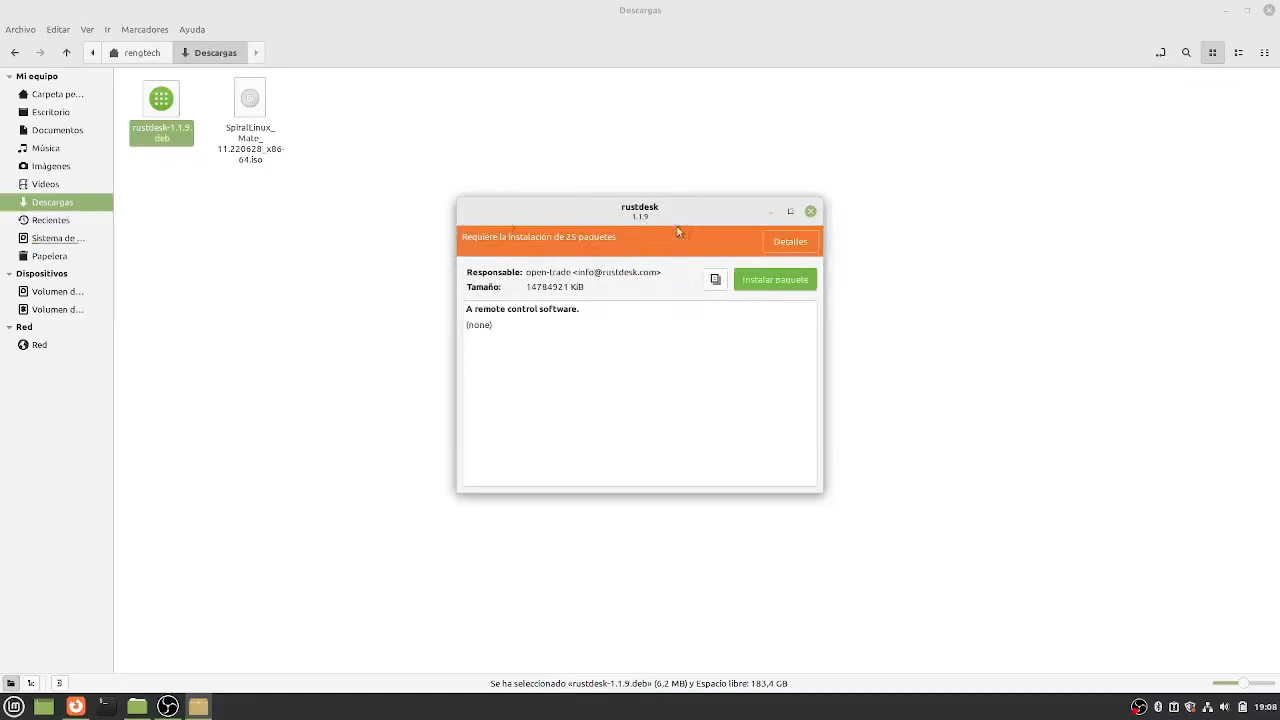 Descargas
Archivo Editar Ver Ir Marcadores Ayuda
rengtech Descargas
Mi equipo
Carpeta pe...
Escritorio
Documentos
Música
Imágenes
Vídeos
Descargas
Recientes
Sistema de ...
Papelera
Dispositivos
Volumen d...
Volumen d...
Red
Red
rustdesk-1.1.9.
deb
SpiralLinux_
Mate_
11.220628_x86-
64.iso
rustdesk
1.1.9
Requiere la instalación de 25 paquetes
Detalles
Responsable: open-trade <info@rustdesk.com>
Tamaño: 14784921 KiB
Instalar paquete
A remote control software.
(none)
Se ha seleccionado «rustdesk-1.1.9.deb» (6,2 MB) y Espacio libre: 183,4 GB
19:08